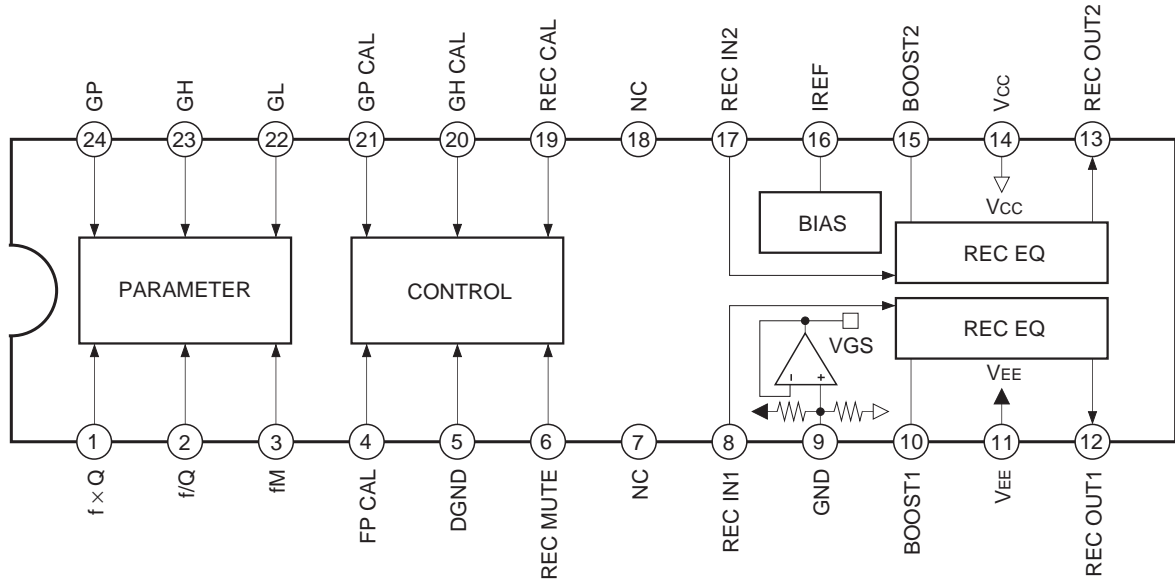 GP
GH
GL
GP CAL
GH CAL
REC CAL
NC
REC IN2
IREF
BOOST2
VCC
REC OUT2
24
23
22
21
20
19
18
17
16
15
14
13
VCC
BIAS
REC EQ
PARAMETER
CONTROL
REC EQ
VGS
VEE
1
2
3
4
5
6
7
8
9
10
11
12
f × Q
f/Q
fM
FP CAL
DGND
REC MUTE
NC
REC IN1
GND
BOOST1
VEE
REC OUT1